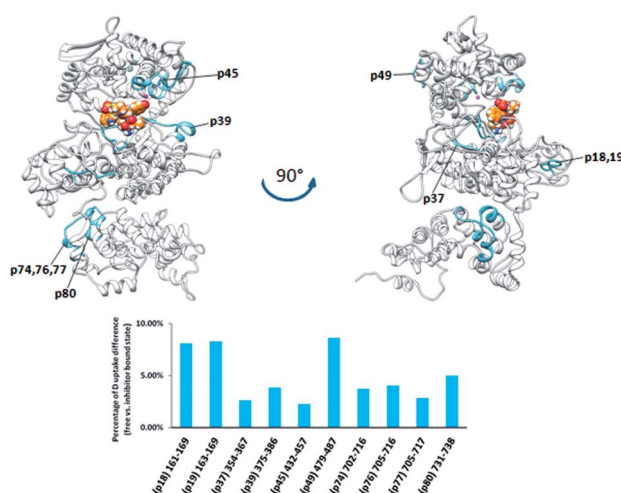 p45
p49
p39
p18,19
90°
p37
p74,76,77
p80
Percentage of D uptake difference
(free vs. inhibitor bound state)
10.00%
5.00%
0.00%
(p18) 161-169
(p19) 163-169
(p37) 354-367
(p39) 375-386
(p45) 432-457
(p49) 479-487
(p74) 702-716
(p76) 705-716
(p77) 705-717
(p80) 731-738